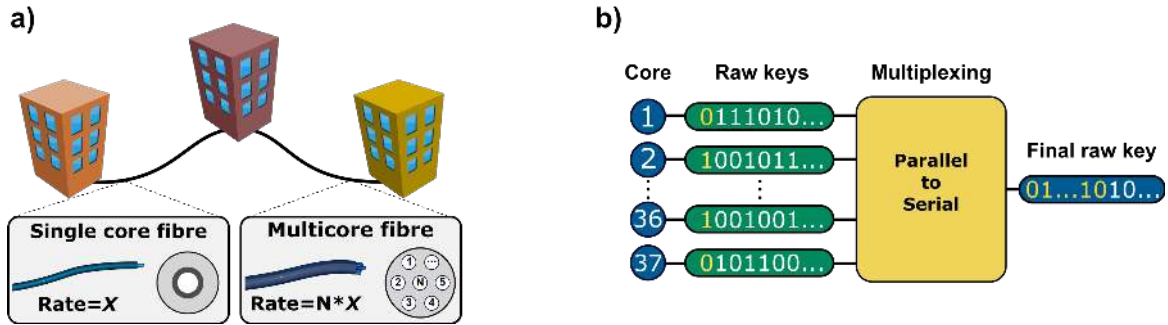 a)
Single core fibre
Rate=X
Multicore fibre
Rate=N*X
1
...
2
N
5
3
4
b)
Core
Raw keys
Multiplexing
1
0111010...
2
1001011...
36
1001001...
37
0101100...
Parallel
to
Serial
Final raw key
01...1010...